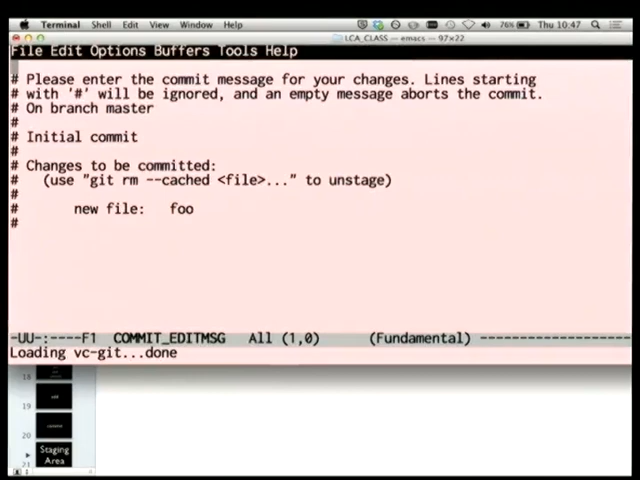 Terminal Shell Edit View Window Help 76% Thu 10:47
LCA_CLASS — emacs — 97×22
File Edit Options Buffers Tools Help
# Please enter the commit message for your changes. Lines starting
# with '#' will be ignored, and an empty message aborts the commit.
# On branch master
#
# Initial commit
#
# Changes to be committed:
#   (use "git rm --cached <file>..." to unstage)
#
#       new file:   foo
#
-UU-:----F1  COMMIT_EDITMSG   All (1,0)      (Fundamental) ------------------
Loading vc-git...done
18
19
20
Staging
Area
21